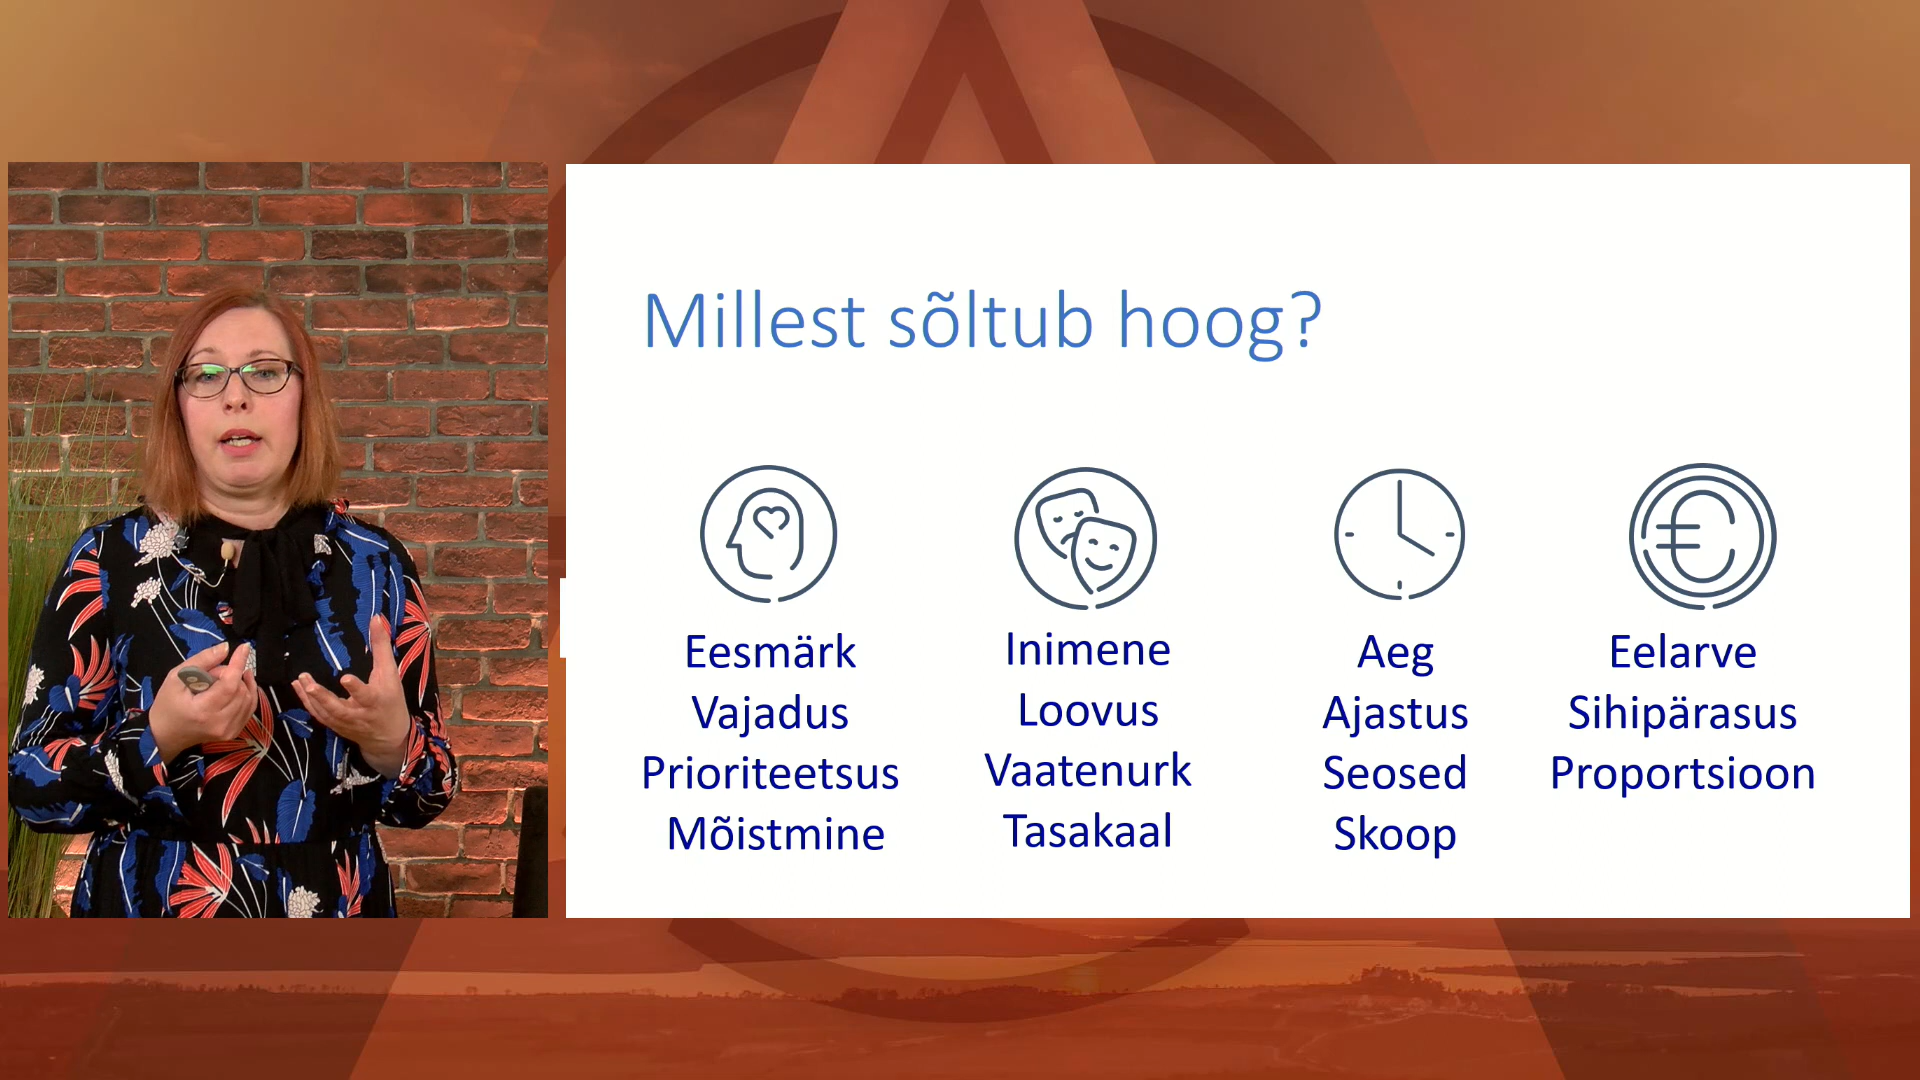 Millest sõltub hoog?
Eesmärk
Vajadus
Prioriteetsus
Mõistmine
Inimene
Loovus
Vaatenurk
Tasakaal
Aeg
Ajastus
Seosed
Skoop
Eelarve
Sihipärasus
Proportsioon